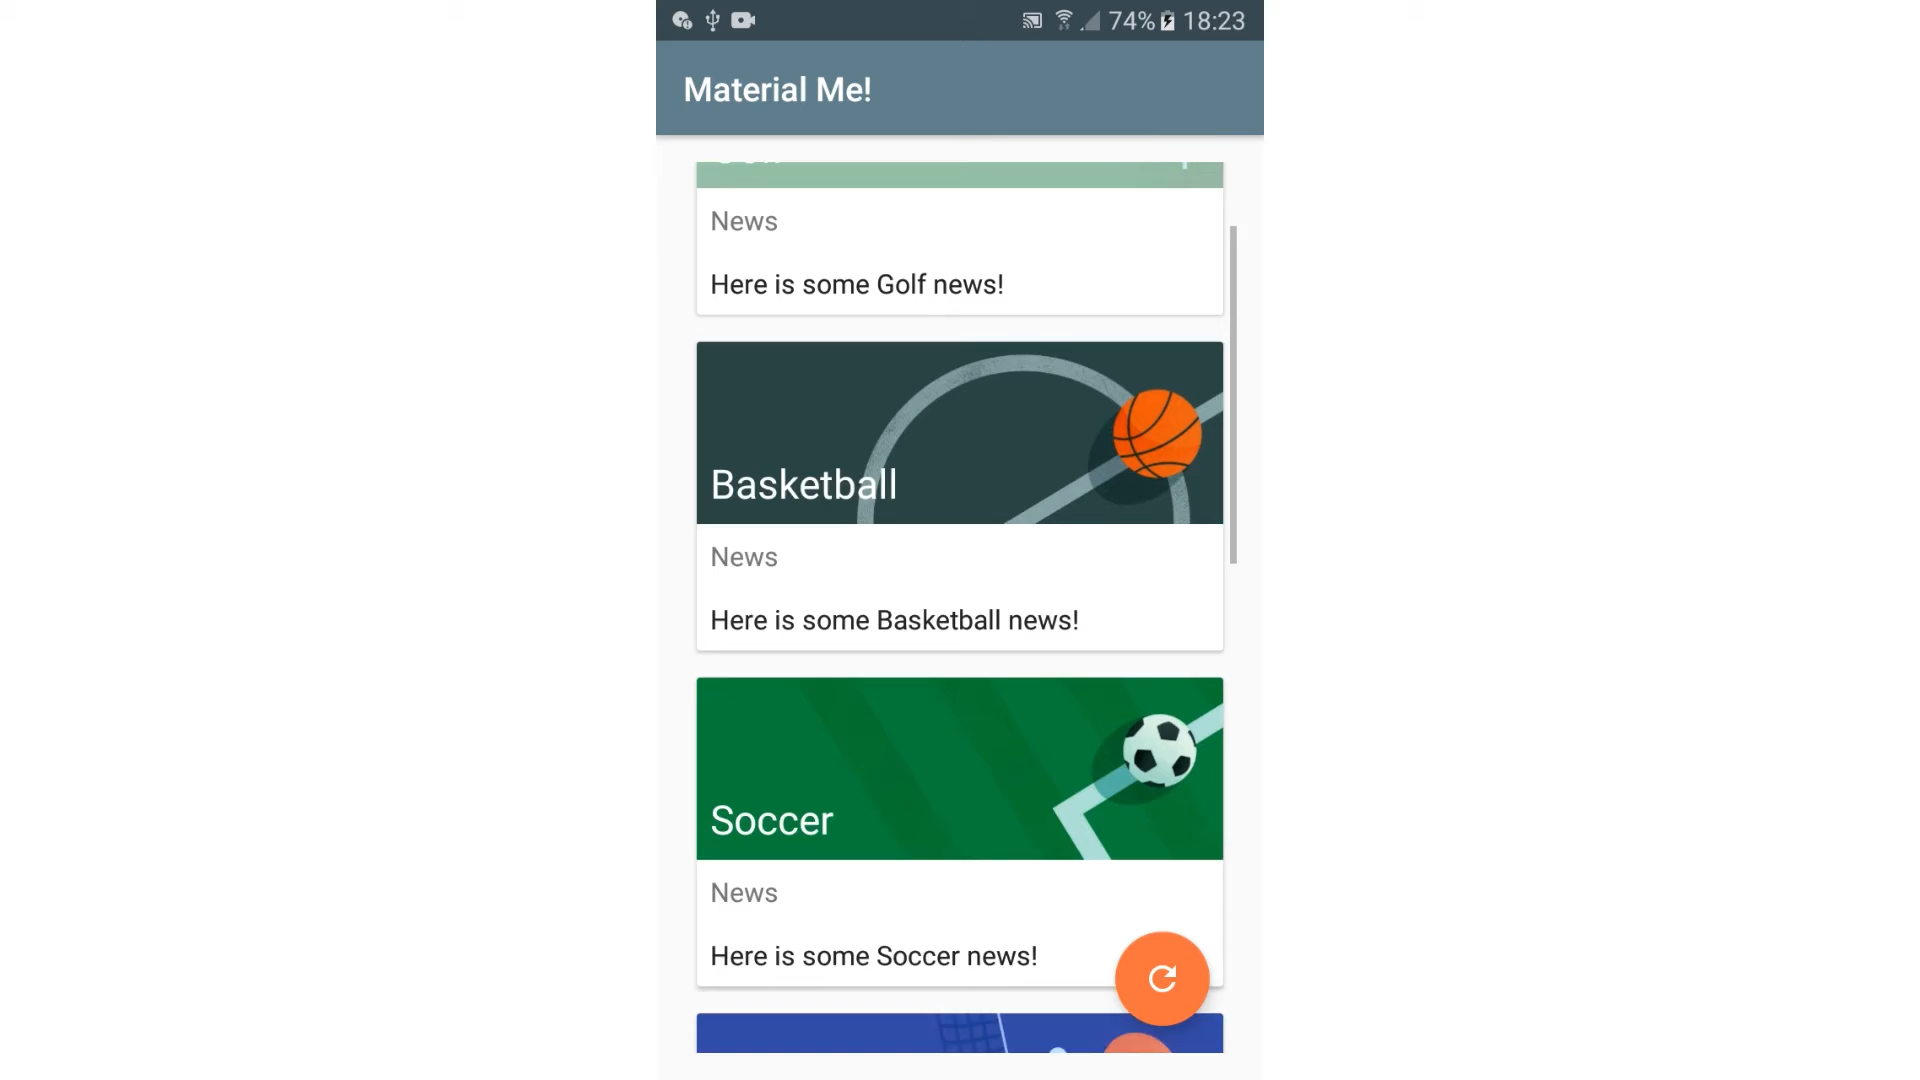 74% 18:23
Material Me!
News
Here is some Golf news!
Basketball
News
Here is some Basketball news!
Soccer
News
Here is some Soccer news!